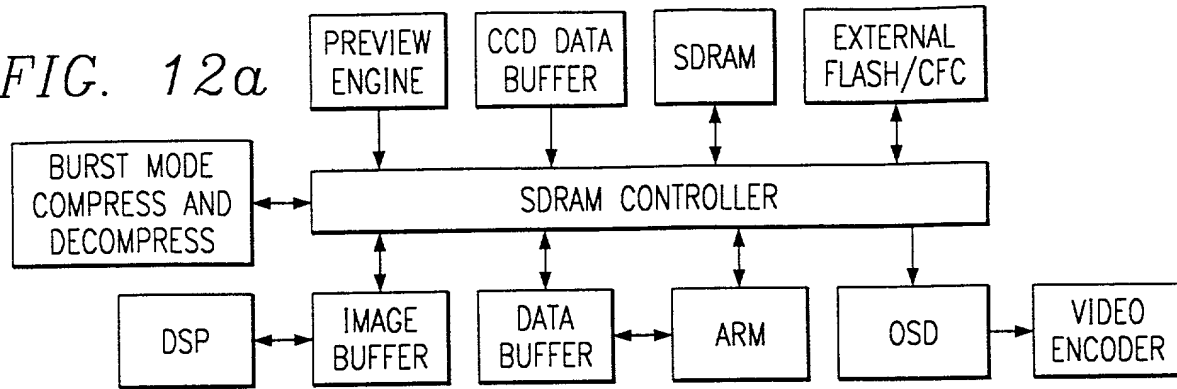 FIG. 12a
PREVIEW
ENGINE
CCD DATA
BUFFER
SDRAM
EXTERNAL
FLASH/CFC
BURST MODE
COMPRESS AND
DECOMPRESS
SDRAM CONTROLLER
DSP
IMAGE
BUFFER
DATA
BUFFER
ARM
OSD
VIDEO
ENCODER